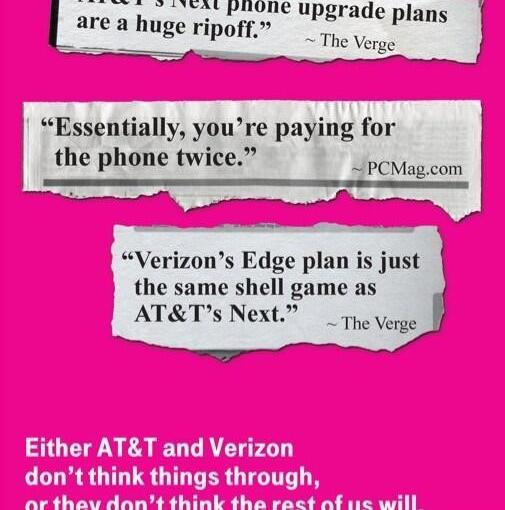 AT&T's Next phone upgrade plans
are a huge ripoff.”
~ The Verge
“Essentially, you’re paying for
the phone twice.”
~ PCMag.com
“Verizon’s Edge plan is just
the same shell game as
AT&T’s Next.”
~ The Verge
Either AT&T and Verizon
don’t think things through,
or they don’t think the rest of us will.